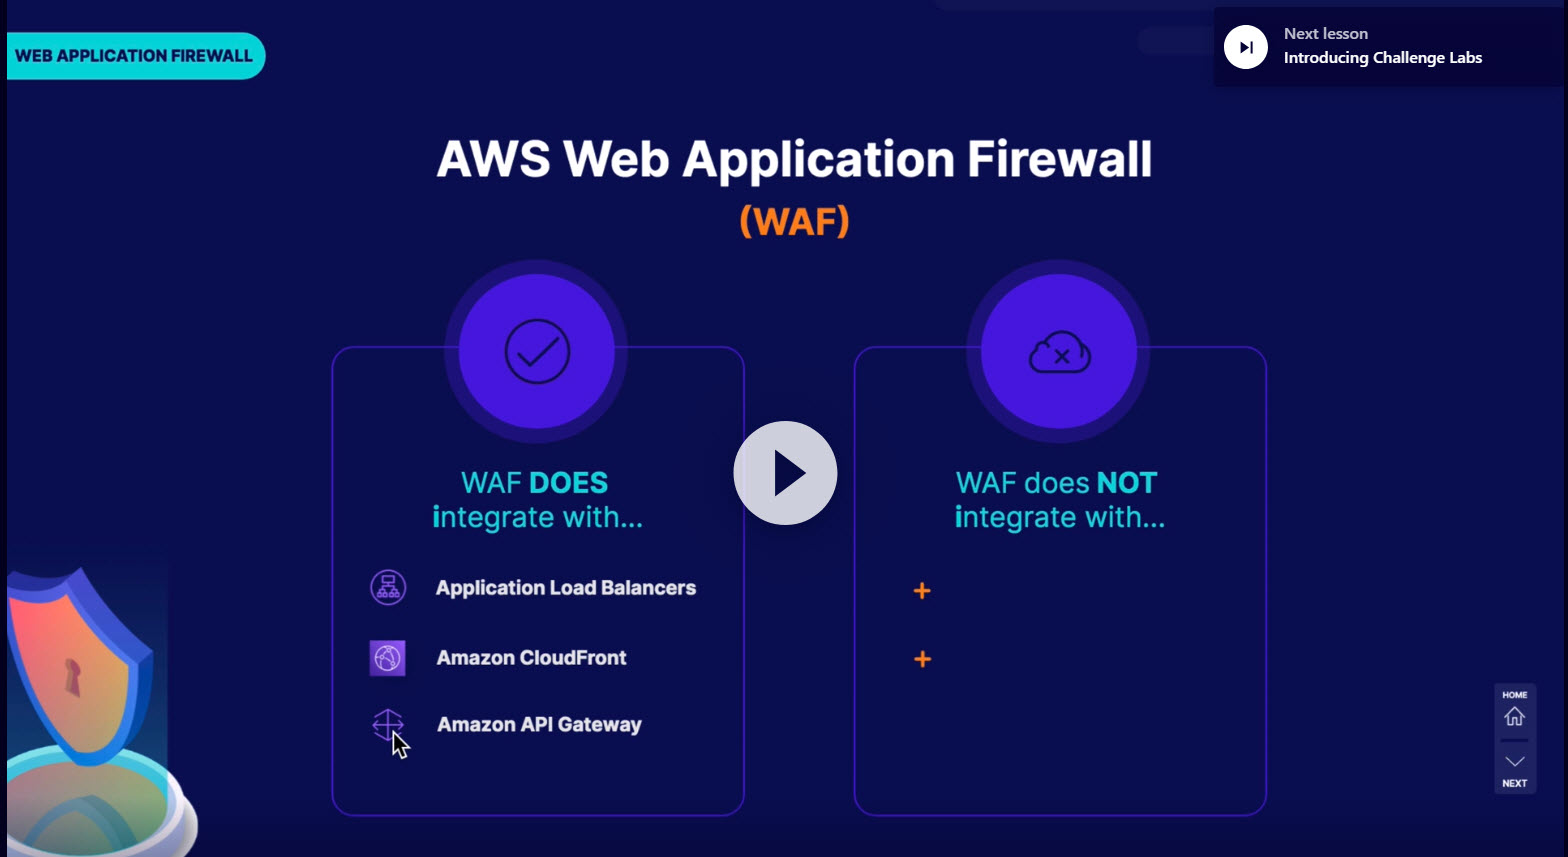 WEB APPLICATION FIREWALL
Next lesson
Introducing Challenge Labs
AWS Web Application Firewall
(WAF)
WAF DOES
integrate with...
Application Load Balancers
Amazon CloudFront
Amazon API Gateway
WAF does NOT
integrate with...
+
+
HOME
NEXT